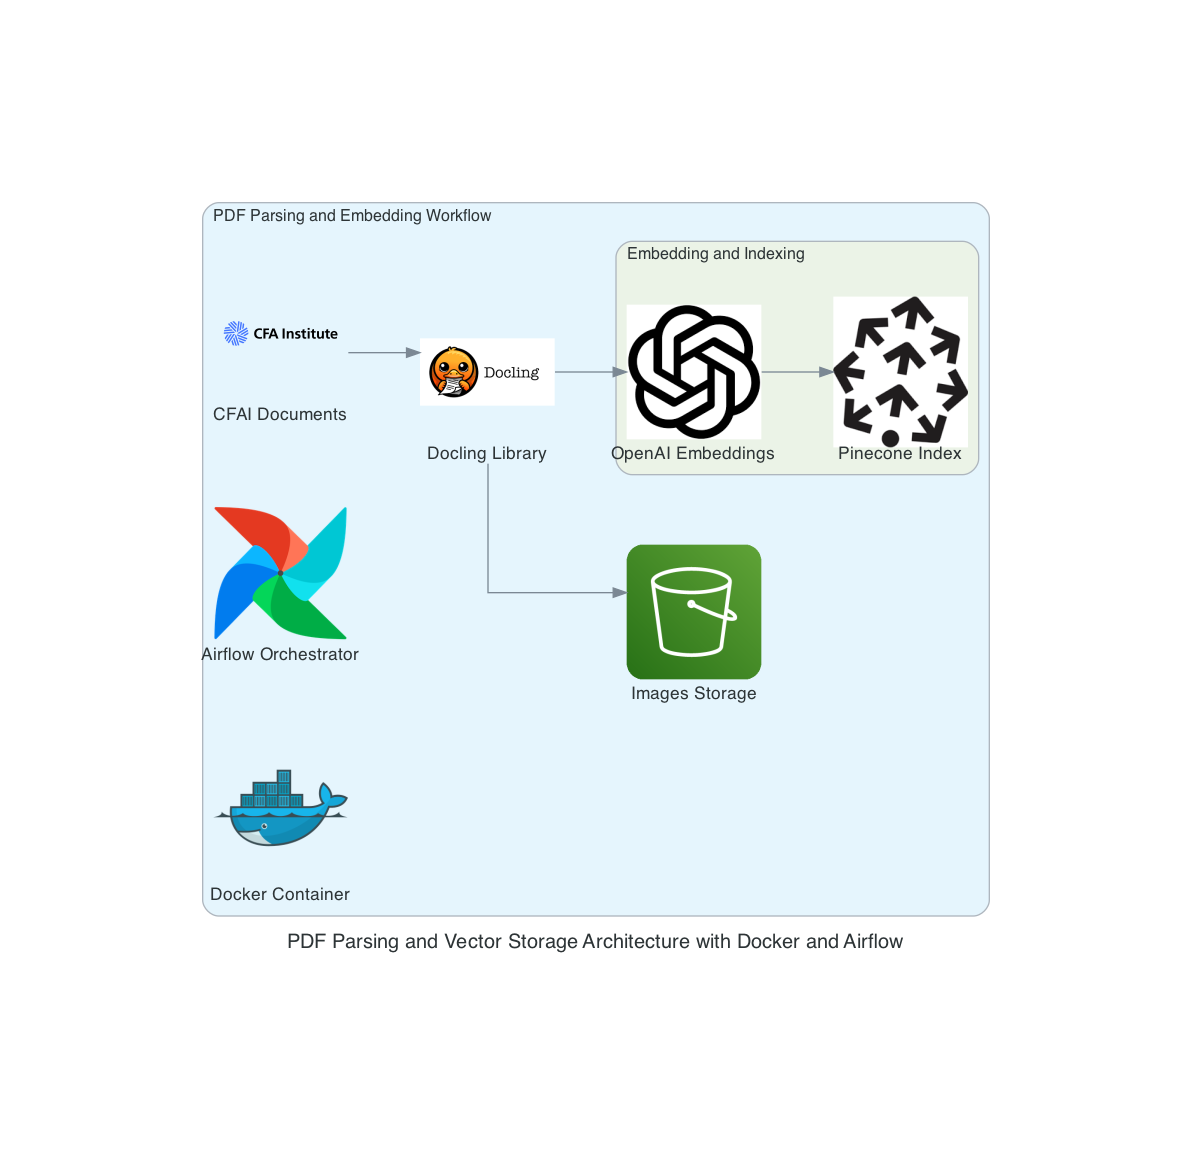 PDF Parsing and Embedding Workflow
Embedding and Indexing
CFA Institute
Docling
CFAI Documents
Docling Library
OpenAI Embeddings
Pinecone Index
Airflow Orchestrator
Images Storage
Docker Container
PDF Parsing and Vector Storage Architecture with Docker and Airflow